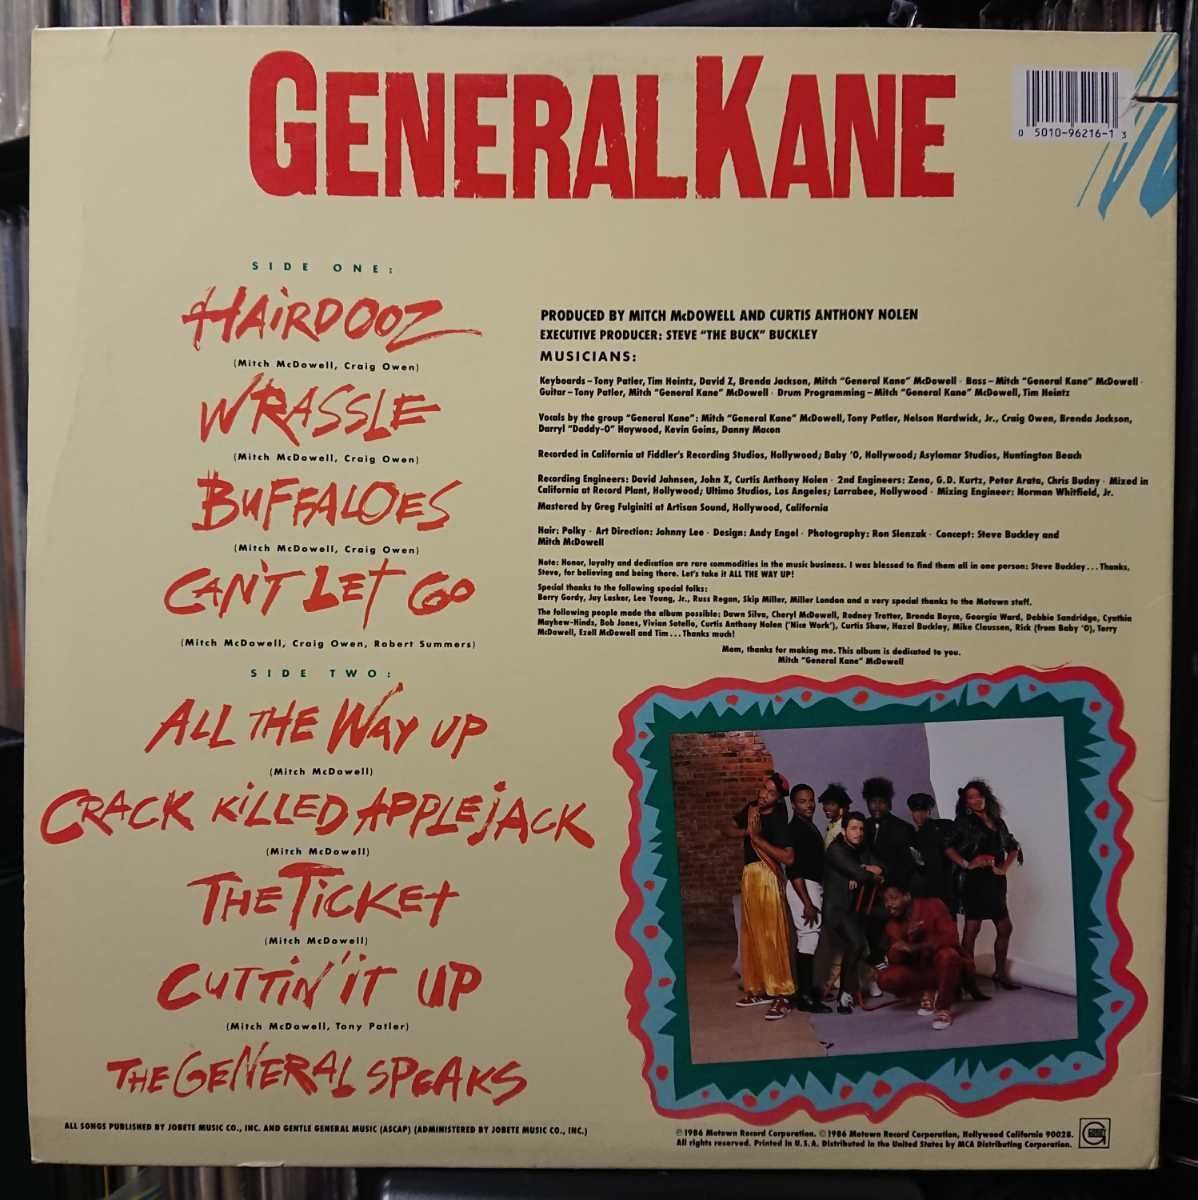 GENERAL KANE
0 5010-96216-1 3
SIDE ONE:
HAiRDOOZ
(Mitch McDowell, Craig Owen)
WRASSLE
(Mitch McDowell, Craig Owen)
BUFFALOES
(Mitch McDowell, Craig Owen)
CAN'T LET GO
(Mitch McDowell, Craig Owen, Robert Summers)
SIDE TWO:
ALL THE WAY UP
(Mitch McDowell)
CRACK KiLLED APPLEjACK
(Mitch McDowell)
THE TiCKET
(Mitch McDowell)
CUTTiN' iT UP
(Mitch McDowell, Tony Patler)
THE GENERAL SPEAKS
PRODUCED BY MITCH McDOWELL AND CURTIS ANTHONY NOLEN
EXECUTIVE PRODUCER: STEVE "THE BUCK" BUCKLEY
MUSICIANS:
Keyboards – Tony Patler, Tim Heintz, David Z, Brenda Jackson, Mitch "General Kane" McDowell · Bass – Mitch "General Kane" McDowell ·
Guitar – Tony Patler, Mitch "General Kane" McDowell · Drum Programming – Mitch "General Kane" McDowell, Tim Heintz
Vocals by the group "General Kane": Mitch "General Kane" McDowell, Tony Patler, Nelson Hardwick, Jr., Craig Owen, Brenda Jackson,
Darryl "Daddy-O" Haywood, Kevin Goins, Danny Macon
Recorded in California at Fiddler's Recording Studios, Hollywood; Baby 'O, Hollywood; Asylomar Studios, Huntington Beach
Recording Engineers: David Jahnsen, John X, Curtis Anthony Nolen · 2nd Engineers: Zeno, G.D. Kurtz, Peter Arata, Chris Budny · Mixed in
California at Record Plant, Hollywood; Ultimo Studios, Los Angeles; Larrabee, Hollywood · Mixing Engineer: Norman Whitfield, Jr.
Mastered by Greg Fulginiti at Artisan Sound, Hollywood, California
Hair: Polky · Art Direction: Johnny Lee · Design: Andy Engel · Photography: Ron Slenzak · Concept: Steve Buckley and
Mitch McDowell
Note: Honor, loyalty and dedication are rare commodities in the music business. I was blessed to find them all in one person: Steve Buckley . . . Thanks,
Steve, for believing and being there. Let's take it ALL THE WAY UP!
Special thanks to the following special folks:
Berry Gordy, Jay Lasker, Lee Young, Jr., Russ Regan, Skip Miller, Miller London and a very special thanks to the Motown staff.
The following people made the album possible: Dawn Silva, Cheryl McDowell, Rodney Trotter, Brenda Boyce, Georgia Ward, Debbie Sandridge, Cynthia
Mayhew-Hinds, Bob Jones, Vivian Sotello, Curtis Anthony Nolen ('Nice Work'), Curtis Shaw, Hazel Buckley, Mike Claussen, Rick (from Baby 'O), Terry
McDowell, Ezell McDowell and Tim . . . Thanks much!
Mom, thanks for making me. This album is dedicated to you.
Mitch "General Kane" McDowell
ALL SONGS PUBLISHED BY JOBETE MUSIC CO., INC. AND GENTLE GENERAL MUSIC (ASCAP) (ADMINISTERED BY JOBETE MUSIC CO., INC.)
℗1986 Motown Record Corporation. ©1986 Motown Record Corporation, Hollywood California 90028.
All rights reserved. Printed in U.S.A. Distributed in the United States by MCA Distributing Corporation.
GORDY